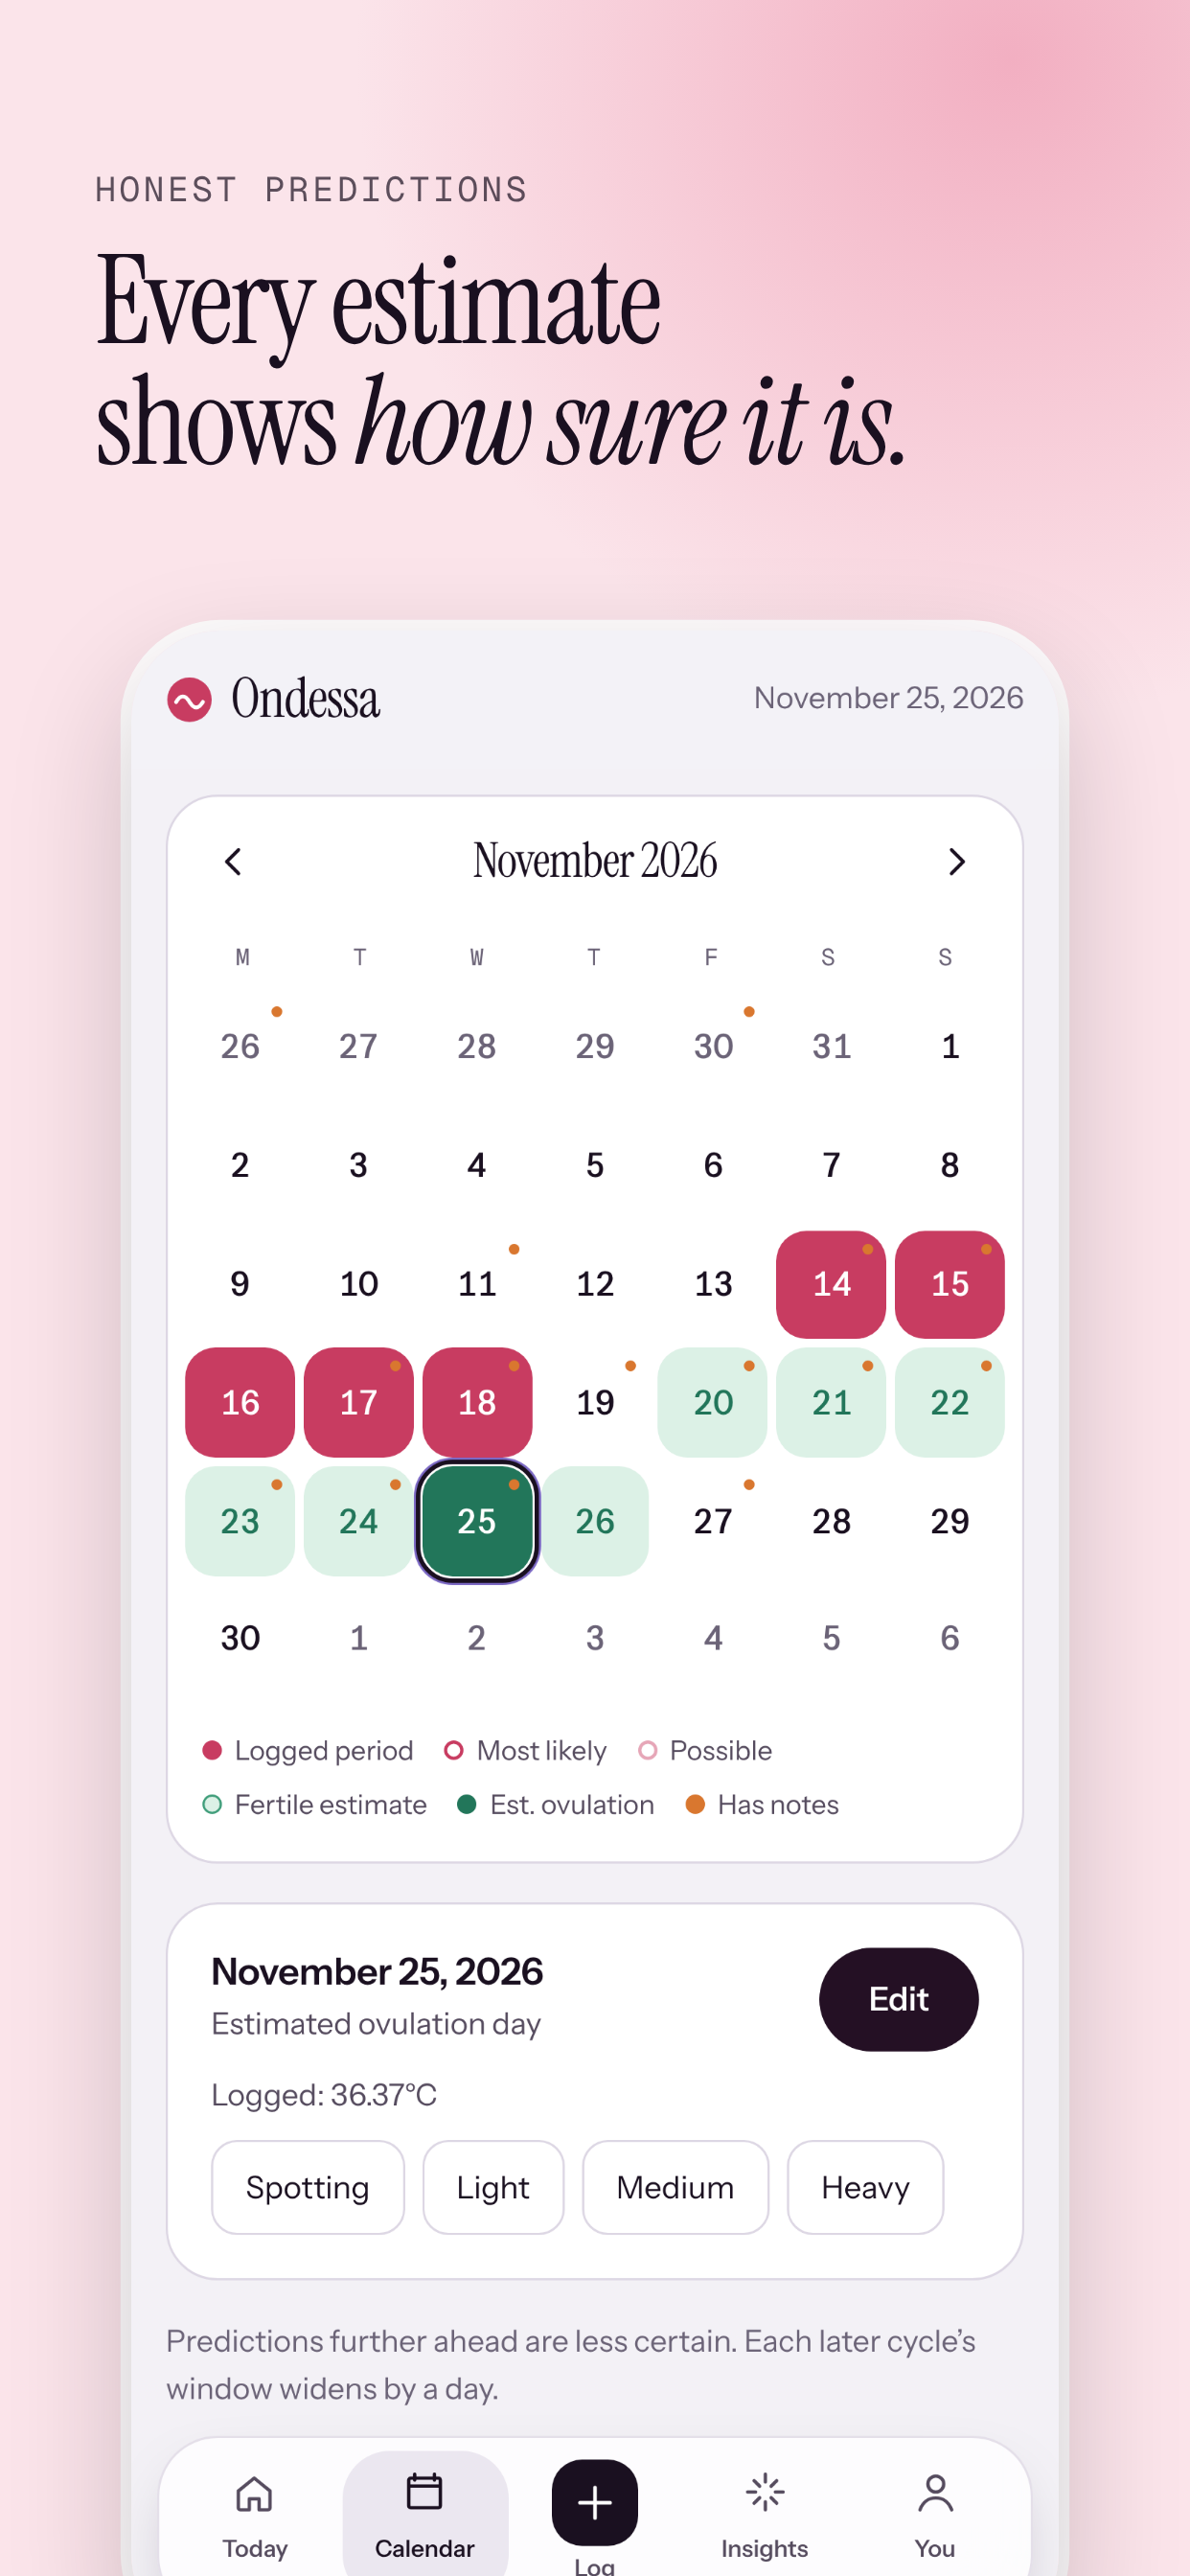 HONEST PREDICTIONS
Every estimate
shows how sure it is.
Ondessa
November 25, 2026
November 2026
M T W T F S S
26 27 28 29 30 31 1
2 3 4 5 6 7 8
9 10 11 12 13 14 15
16 17 18 19 20 21 22
23 24 25 26 27 28 29
30 1 2 3 4 5 6
Logged period Most likely Possible
Fertile estimate Est. ovulation Has notes
November 25, 2026
Edit
Estimated ovulation day
Logged: 36.37°C
Spotting Light Medium Heavy
Predictions further ahead are less certain. Each later cycle’s
window widens by a day.
Today Calendar Log Insights You